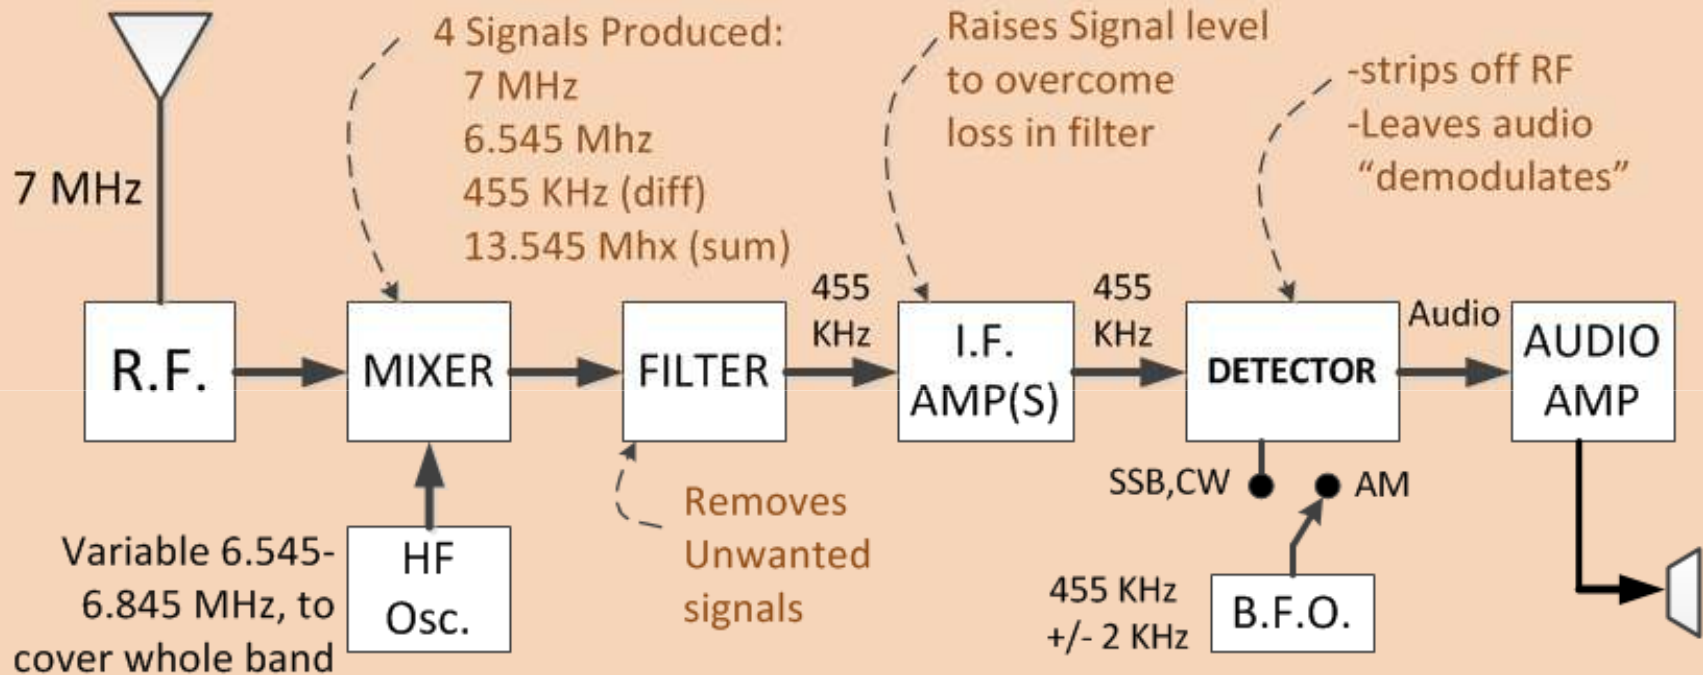 4 Signals Produced:
7 MHz
6.545 Mhz
455 KHz (diff)
13.545 Mhx (sum)
Raises Signal level
to overcome
loss in filter
-strips off RF
-Leaves audio
“demodulates”
7 MHz
R.F.
MIXER
FILTER
455
KHz
I.F.
AMP(S)
455
KHz
DETECTOR
Audio
AUDIO
AMP
SSB,CW
AM
Removes
Unwanted
signals
Variable 6.545-
6.845 MHz, to
cover whole band
HF
Osc.
455 KHz
+/- 2 KHz
B.F.O.